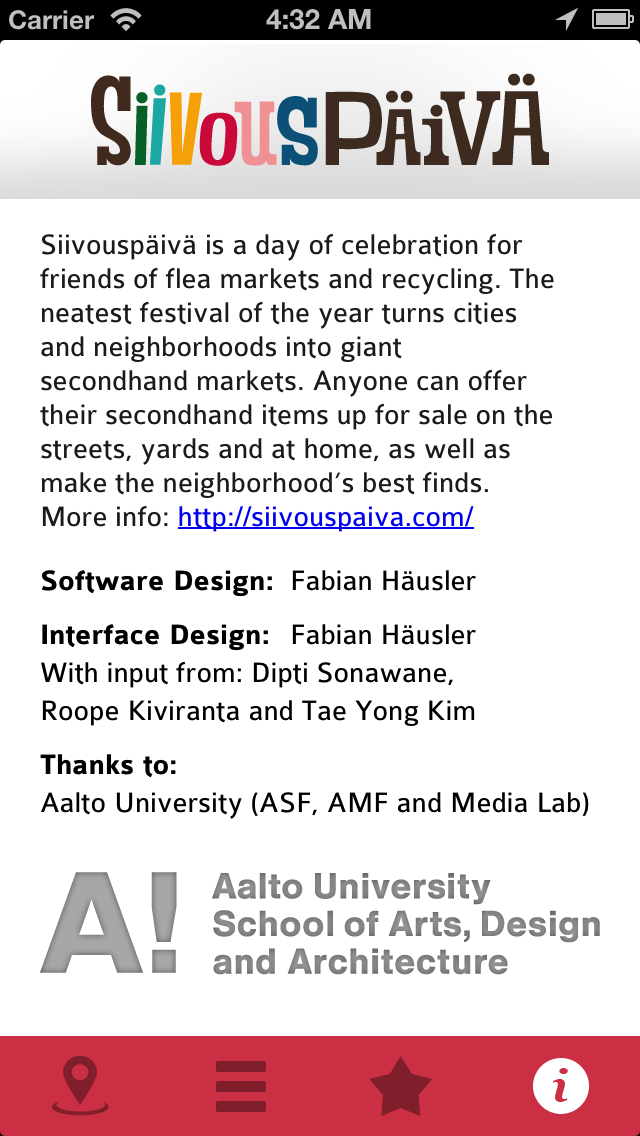 Carrier 4:32 AM
SiivousPäivä
Siivouspäivä is a day of celebration for
friends of flea markets and recycling. The
neatest festival of the year turns cities
and neighborhoods into giant
secondhand markets. Anyone can offer
their secondhand items up for sale on the
streets, yards and at home, as well as
make the neighborhood´s best finds.
More info: http://siivouspaiva.com/
Software Design: Fabian Häusler
Interface Design: Fabian Häusler
With input from: Dipti Sonawane,
Roope Kiviranta and Tae Yong Kim
Thanks to:
Aalto University (ASF, AMF and Media Lab)
A!
Aalto University
School of Arts, Design
and Architecture
i